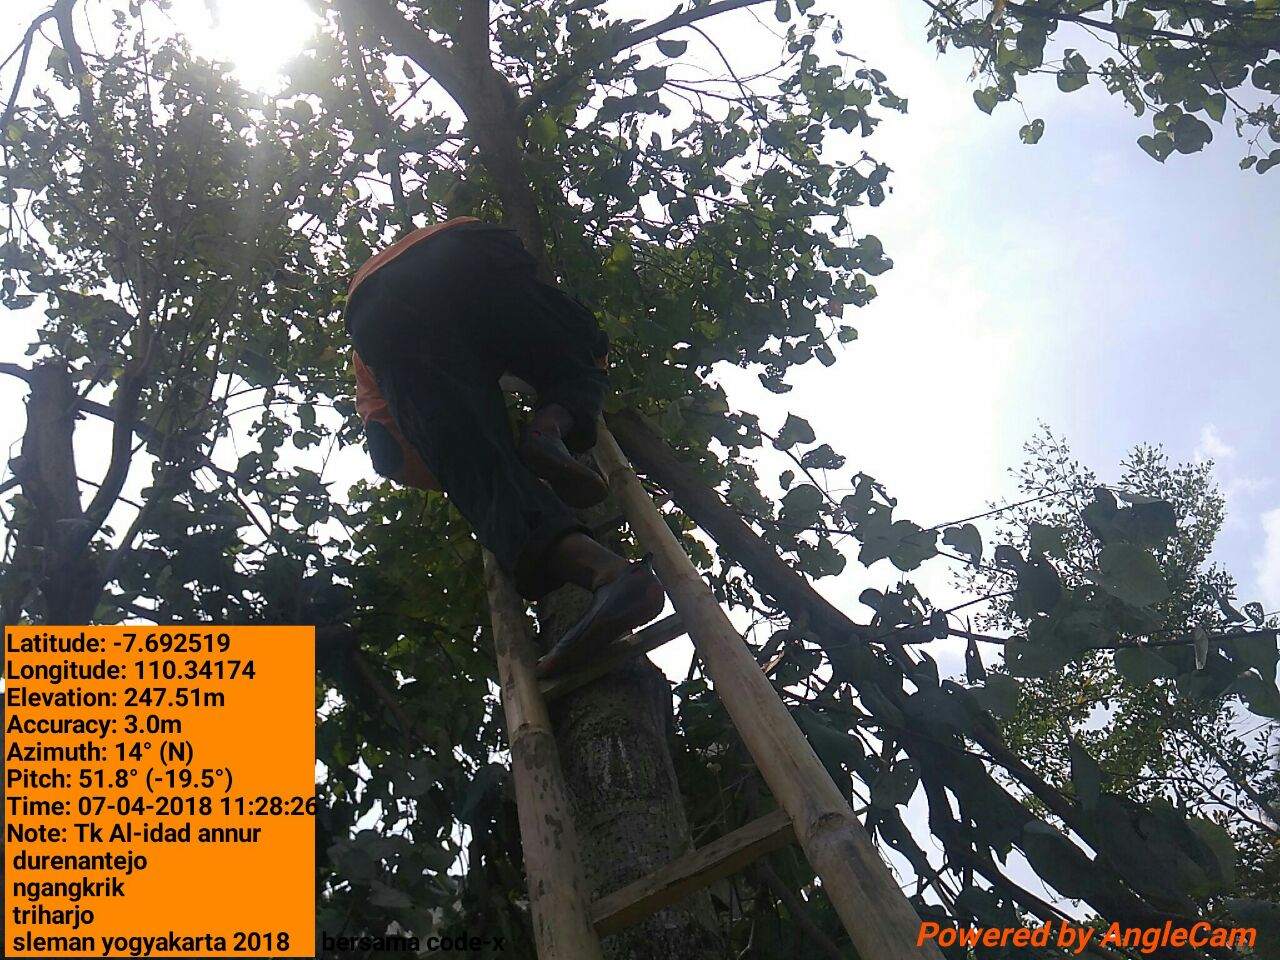 Latitude: -7.692519
Longitude: 110.34174
Elevation: 247.51m
Accuracy: 3.0m
Azimuth: 14° (N)
Pitch: 51.8° (-19.5°)
Time: 07-04-2018 11:28:26
Note: Tk Al-idad annur
durenantejo
ngangkrik
triharjo
sleman yogyakarta 2018 bersama code-x
Powered by AngleCam